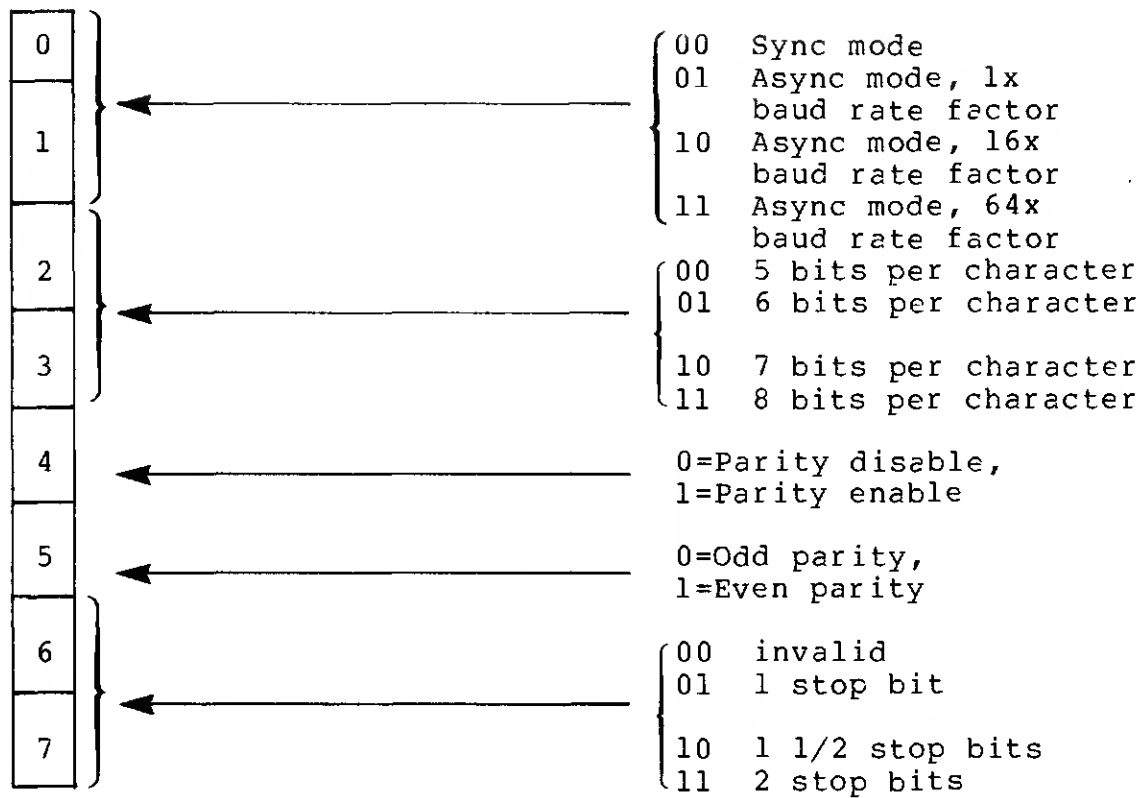 0
1
2
3
4
5
6
7
00 Sync mode
01 Async mode, 1x
baud rate factor
10 Async mode, 16x
baud rate factor
11 Async mode, 64x
baud rate factor
00 5 bits per character
01 6 bits per character
10 7 bits per character
11 8 bits per character
0=Parity disable,
1=Parity enable
0=Odd parity,
1=Even parity
00 invalid
01 1 stop bit
10 1 1/2 stop bits
11 2 stop bits